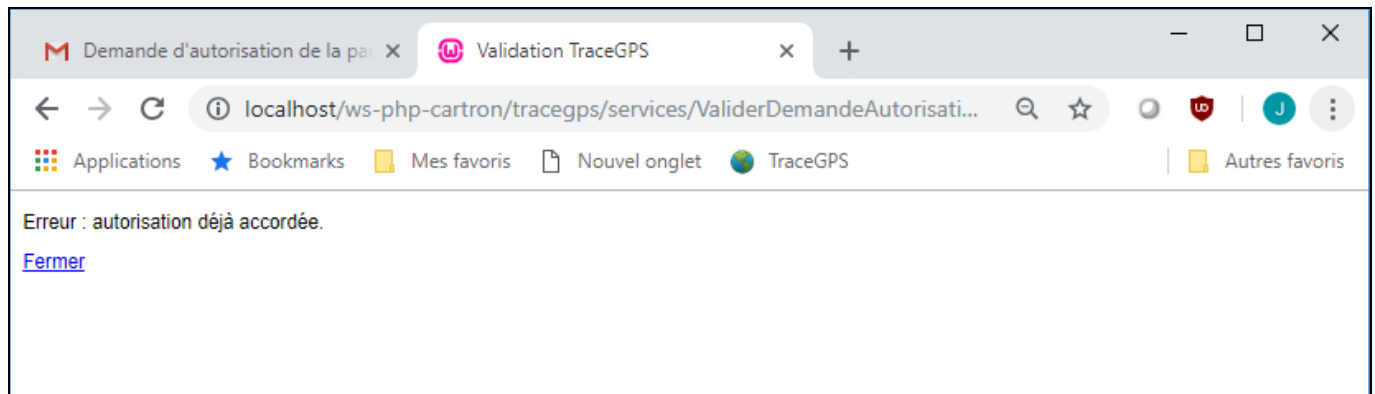 Demande d'autorisation de la pa
Validation TraceGPS
localhost/ws-php-cartron/tracegps/services/ValiderDemandeAutorisati...
J
Applications
Bookmarks
Mes favoris
Nouvel onglet
TraceGPS
Autres favoris
Erreur : autorisation déjà accordée.
Fermer